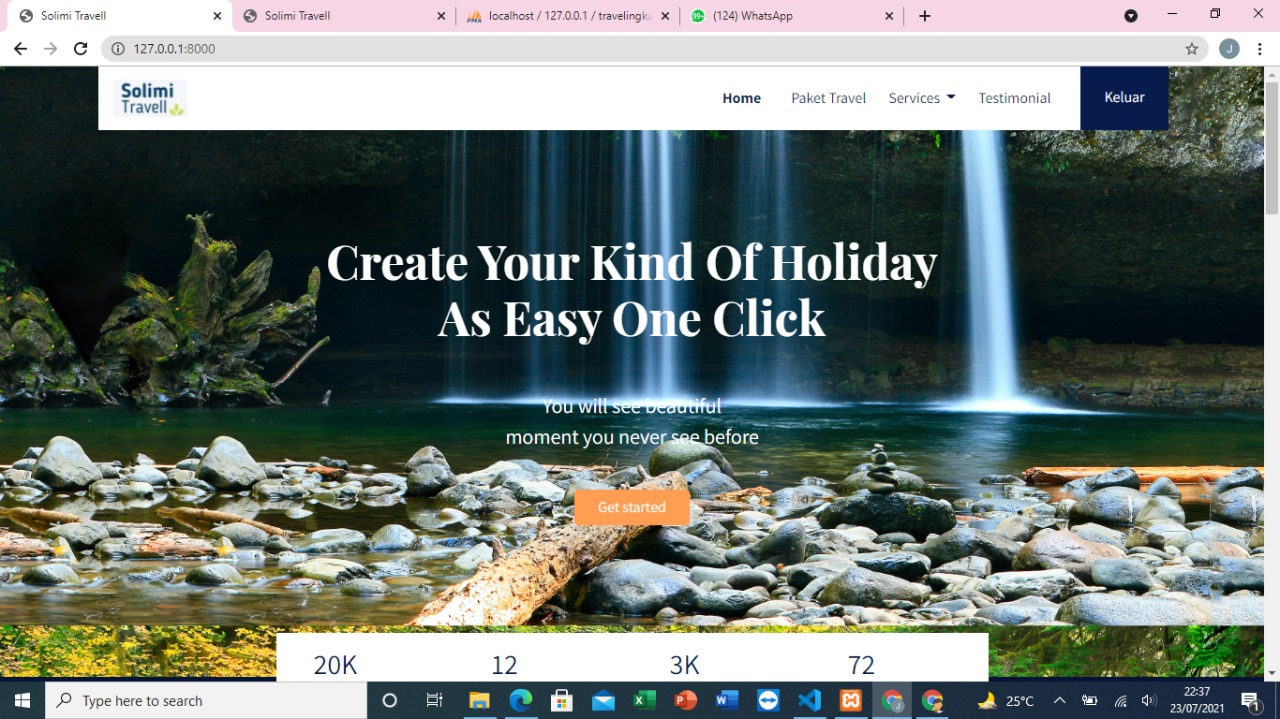 Solimi Travell
Solimi Travell
localhost / 127.0.0.1 / travelingku
(124) WhatsApp
127.0.0.1:8000
J
Solimi
Travell
Home
Paket Travel
Services
Testimonial
Keluar
Create Your Kind Of Holiday
As Easy One Click
You will see beautiful
moment you never see before
Get started
20K
12
3K
72
Type here to search
25°C
22:37
23/07/2021
1